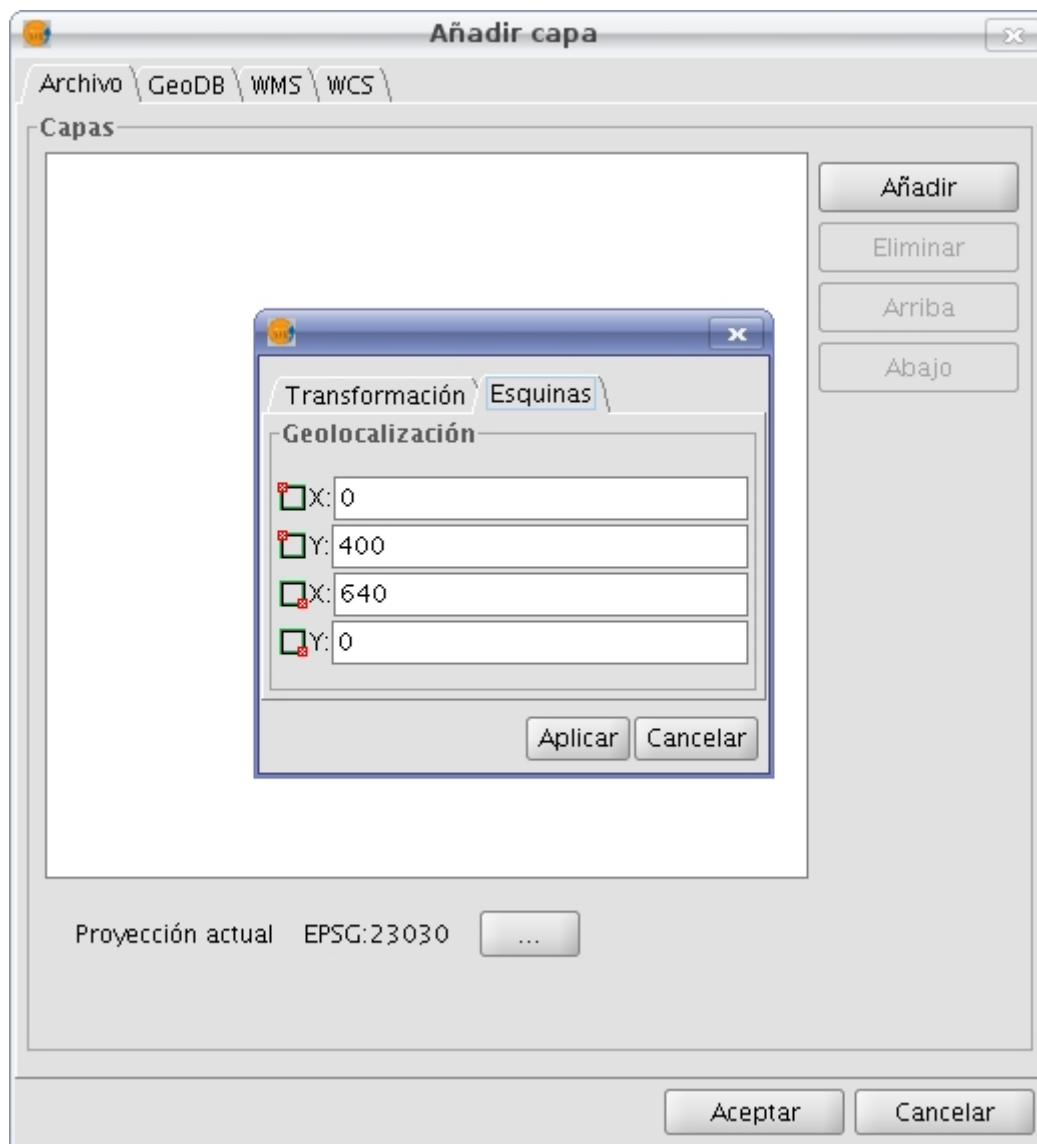 Añadir capa
Archivo GeoDB WMS WCS
Capas
Añadir
Eliminar
Arriba
Abajo
Transformación Esquinas
Geolocalización
X: 0
Y: 400
X: 640
Y: 0
Aplicar Cancelar
Proyección actual EPSG:23030 ...
Aceptar Cancelar